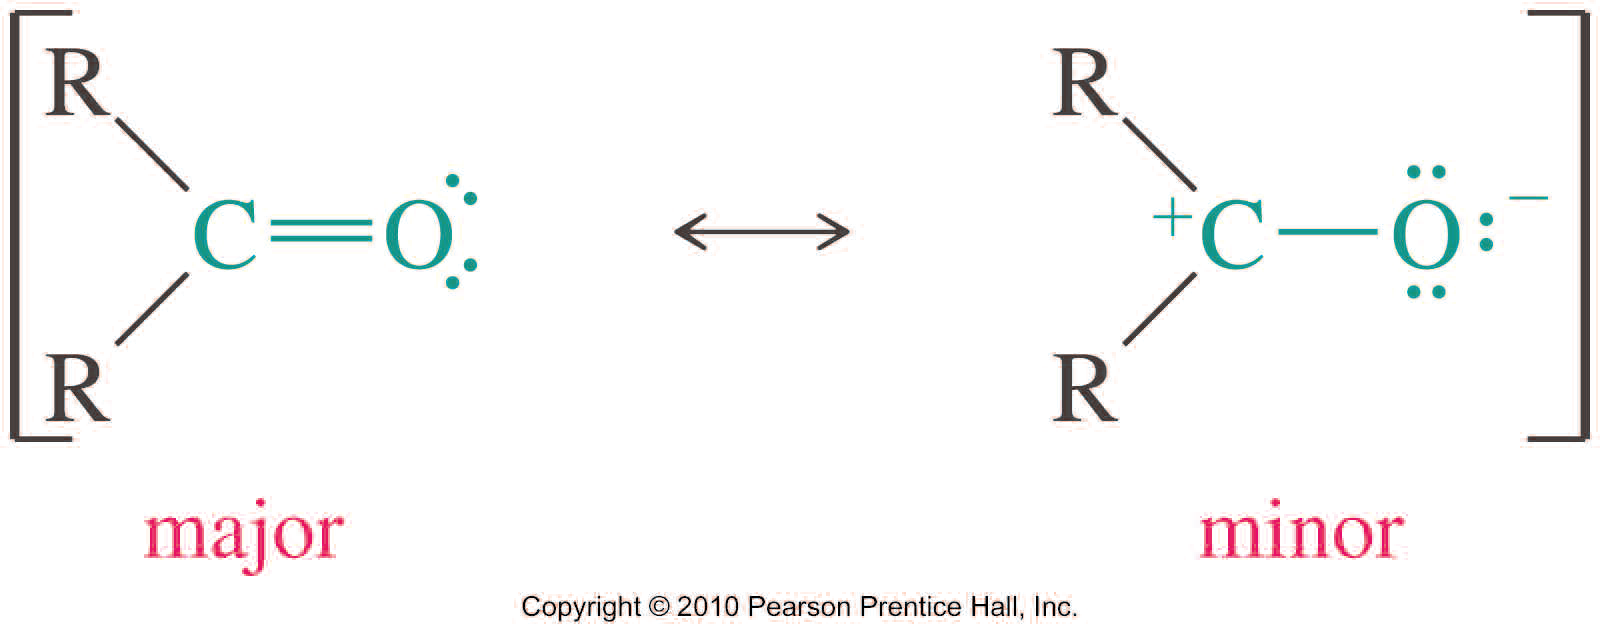 R R
C O + C O −
R R
major minor
Copyright © 2010 Pearson Prentice Hall, Inc.